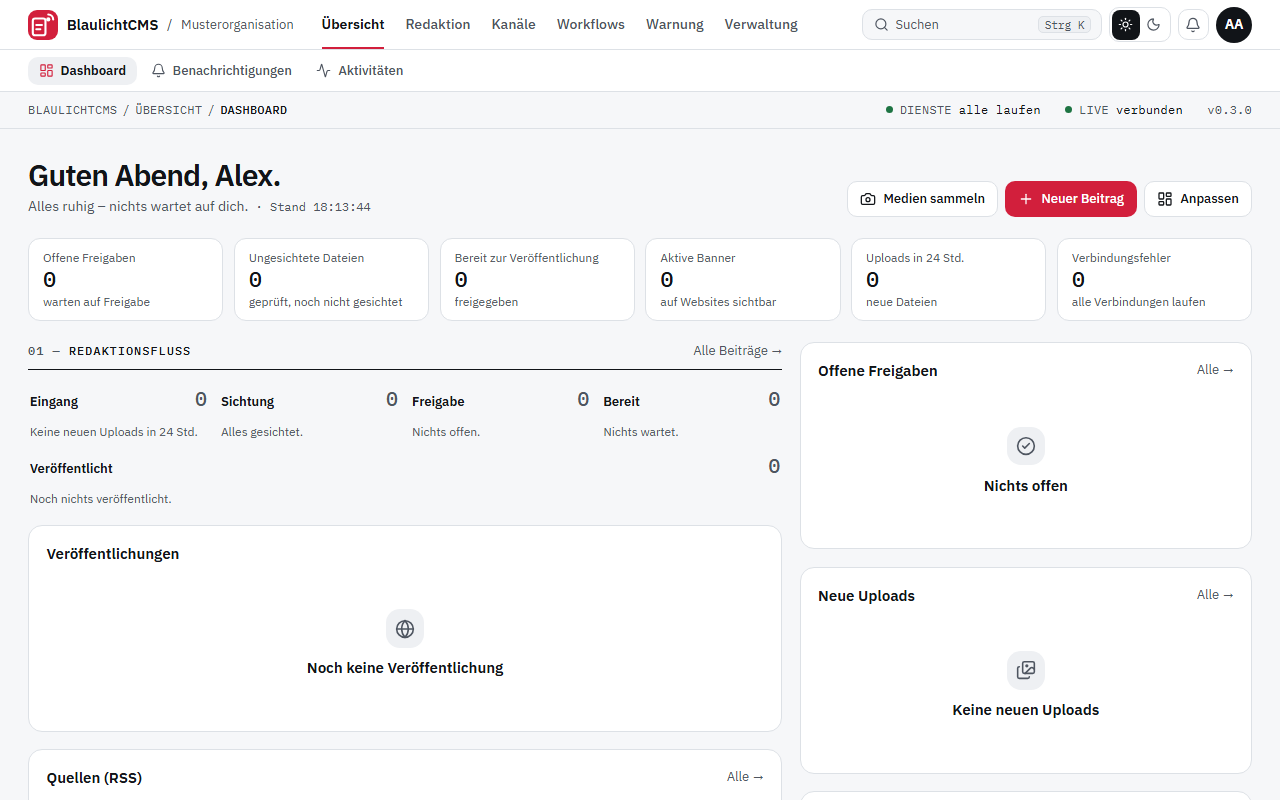 BlaulichtCMS / Musterorganisation
Übersicht Redaktion Kanäle Workflows Warnung Verwaltung
Suchen Strg K
AA
Dashboard Benachrichtigungen Aktivitäten
BLAULICHTCMS / ÜBERSICHT / DASHBOARD
DIENSTE alle laufen LIVE verbunden v0.3.0
Guten Abend, Alex.
Alles ruhig – nichts wartet auf dich. · Stand 18:13:44
Medien sammeln Neuer Beitrag Anpassen
Offene Freigaben
0
warten auf Freigabe
Ungesichtete Dateien
0
geprüft, noch nicht gesichtet
Bereit zur Veröffentlichung
0
freigegeben
Aktive Banner
0
auf Websites sichtbar
Uploads in 24 Std.
0
neue Dateien
Verbindungsfehler
0
alle Verbindungen laufen
01 — REDAKTIONSFLUSS Alle Beiträge →
Eingang 0
Keine neuen Uploads in 24 Std.
Sichtung 0
Alles gesichtet.
Freigabe 0
Nichts offen.
Bereit 0
Nichts wartet.
Veröffentlicht 0
Noch nichts veröffentlicht.
Veröffentlichungen
Noch keine Veröffentlichung
Quellen (RSS) Alle →
Offene Freigaben Alle →
Nichts offen
Neue Uploads Alle →
Keine neuen Uploads